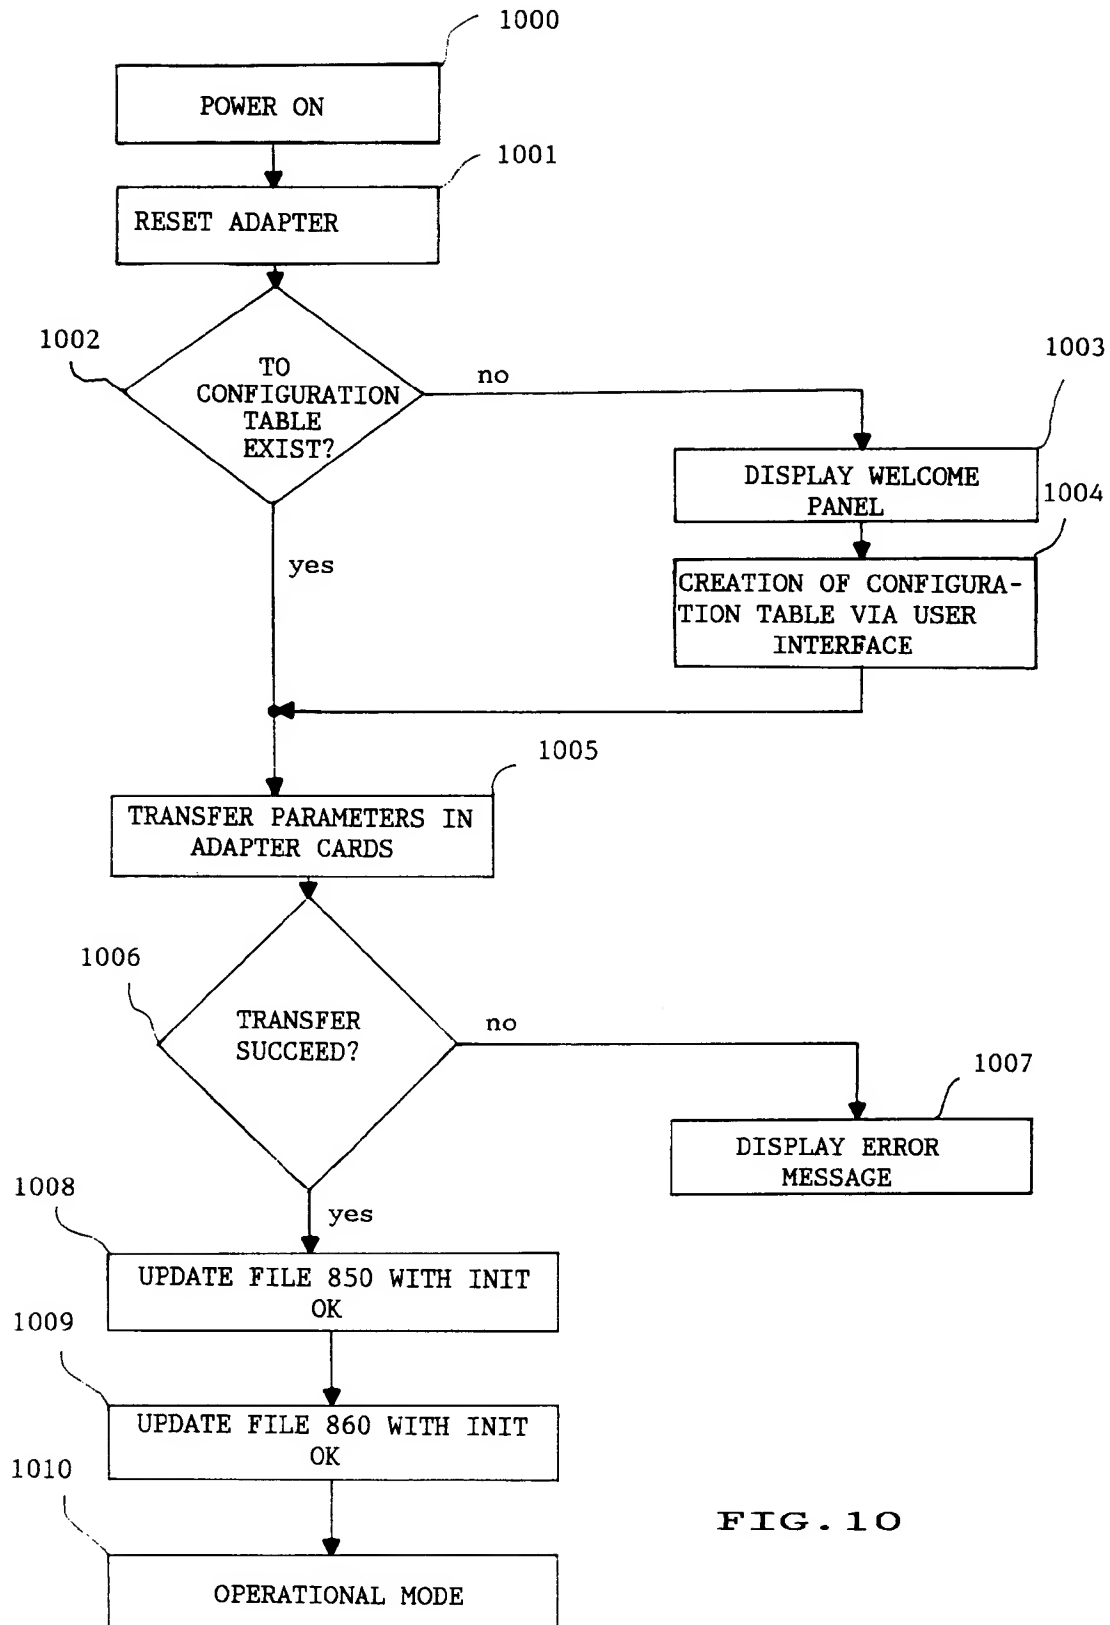 1000
POWER ON
1001
RESET ADAPTER
1002
TO
CONFIGURATION
TABLE
EXIST?
no
yes
1003
DISPLAY WELCOME
PANEL
1004
CREATION OF CONFIGURA-
TION TABLE VIA USER
INTERFACE
1005
TRANSFER PARAMETERS IN
ADAPTER CARDS
1006
TRANSFER
SUCCEED?
no
1007
DISPLAY ERROR
MESSAGE
yes
1008
UPDATE FILE 850 WITH INIT
OK
1009
UPDATE FILE 860 WITH INIT
OK
1010
OPERATIONAL MODE
FIG.10